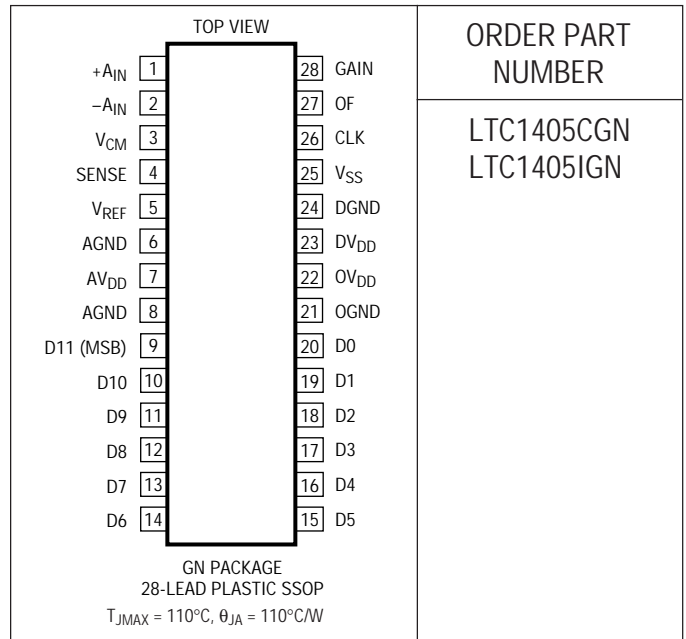 TOP VIEW
+AIN 1
–AIN 2
VCM 3
SENSE 4
VREF 5
AGND 6
AVDD 7
AGND 8
D11 (MSB) 9
D10 10
D9 11
D8 12
D7 13
D6 14
28 GAIN
27 OF
26 CLK
25 VSS
24 DGND
23 DVDD
22 OVDD
21 OGND
20 D0
19 D1
18 D2
17 D3
16 D4
15 D5
GN PACKAGE
28-LEAD PLASTIC SSOP
TJMAX = 110°C, θJA = 110°C/W
ORDER PART
NUMBER
LTC1405CGN
LTC1405IGN